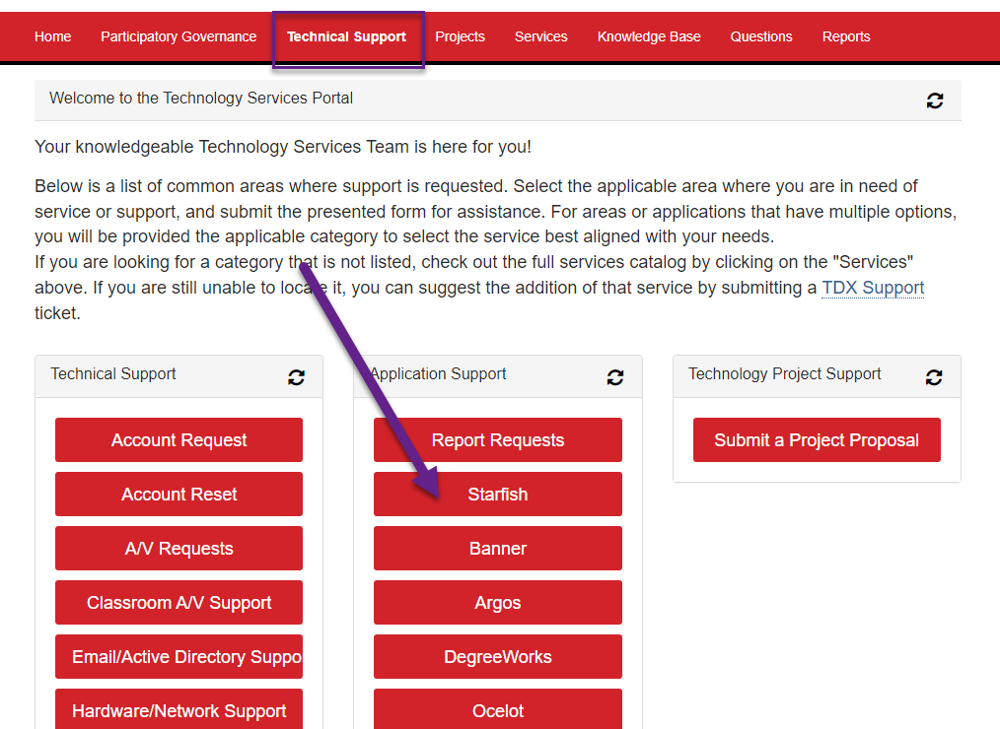 Home Participatory Governance Technical Support Projects Services Knowledge Base Questions Reports
Welcome to the Technology Services Portal
Your knowledgeable Technology Services Team is here for you!
Below is a list of common areas where support is requested. Select the applicable area where you are in need of
service or support, and submit the presented form for assistance. For areas or applications that have multiple options,
you will be provided the applicable category to select the service best aligned with your needs.
If you are looking for a category that is not listed, check out the full services catalog by clicking on the "Services"
above. If you are still unable to locate it, you can suggest the addition of that service by submitting a TDX Support
ticket.
Technical Support
Account Request
Account Reset
A/V Requests
Classroom A/V Support
Email/Active Directory Suppo
Hardware/Network Support
Application Support
Report Requests
Starfish
Banner
Argos
DegreeWorks
Ocelot
Technology Project Support
Submit a Project Proposal